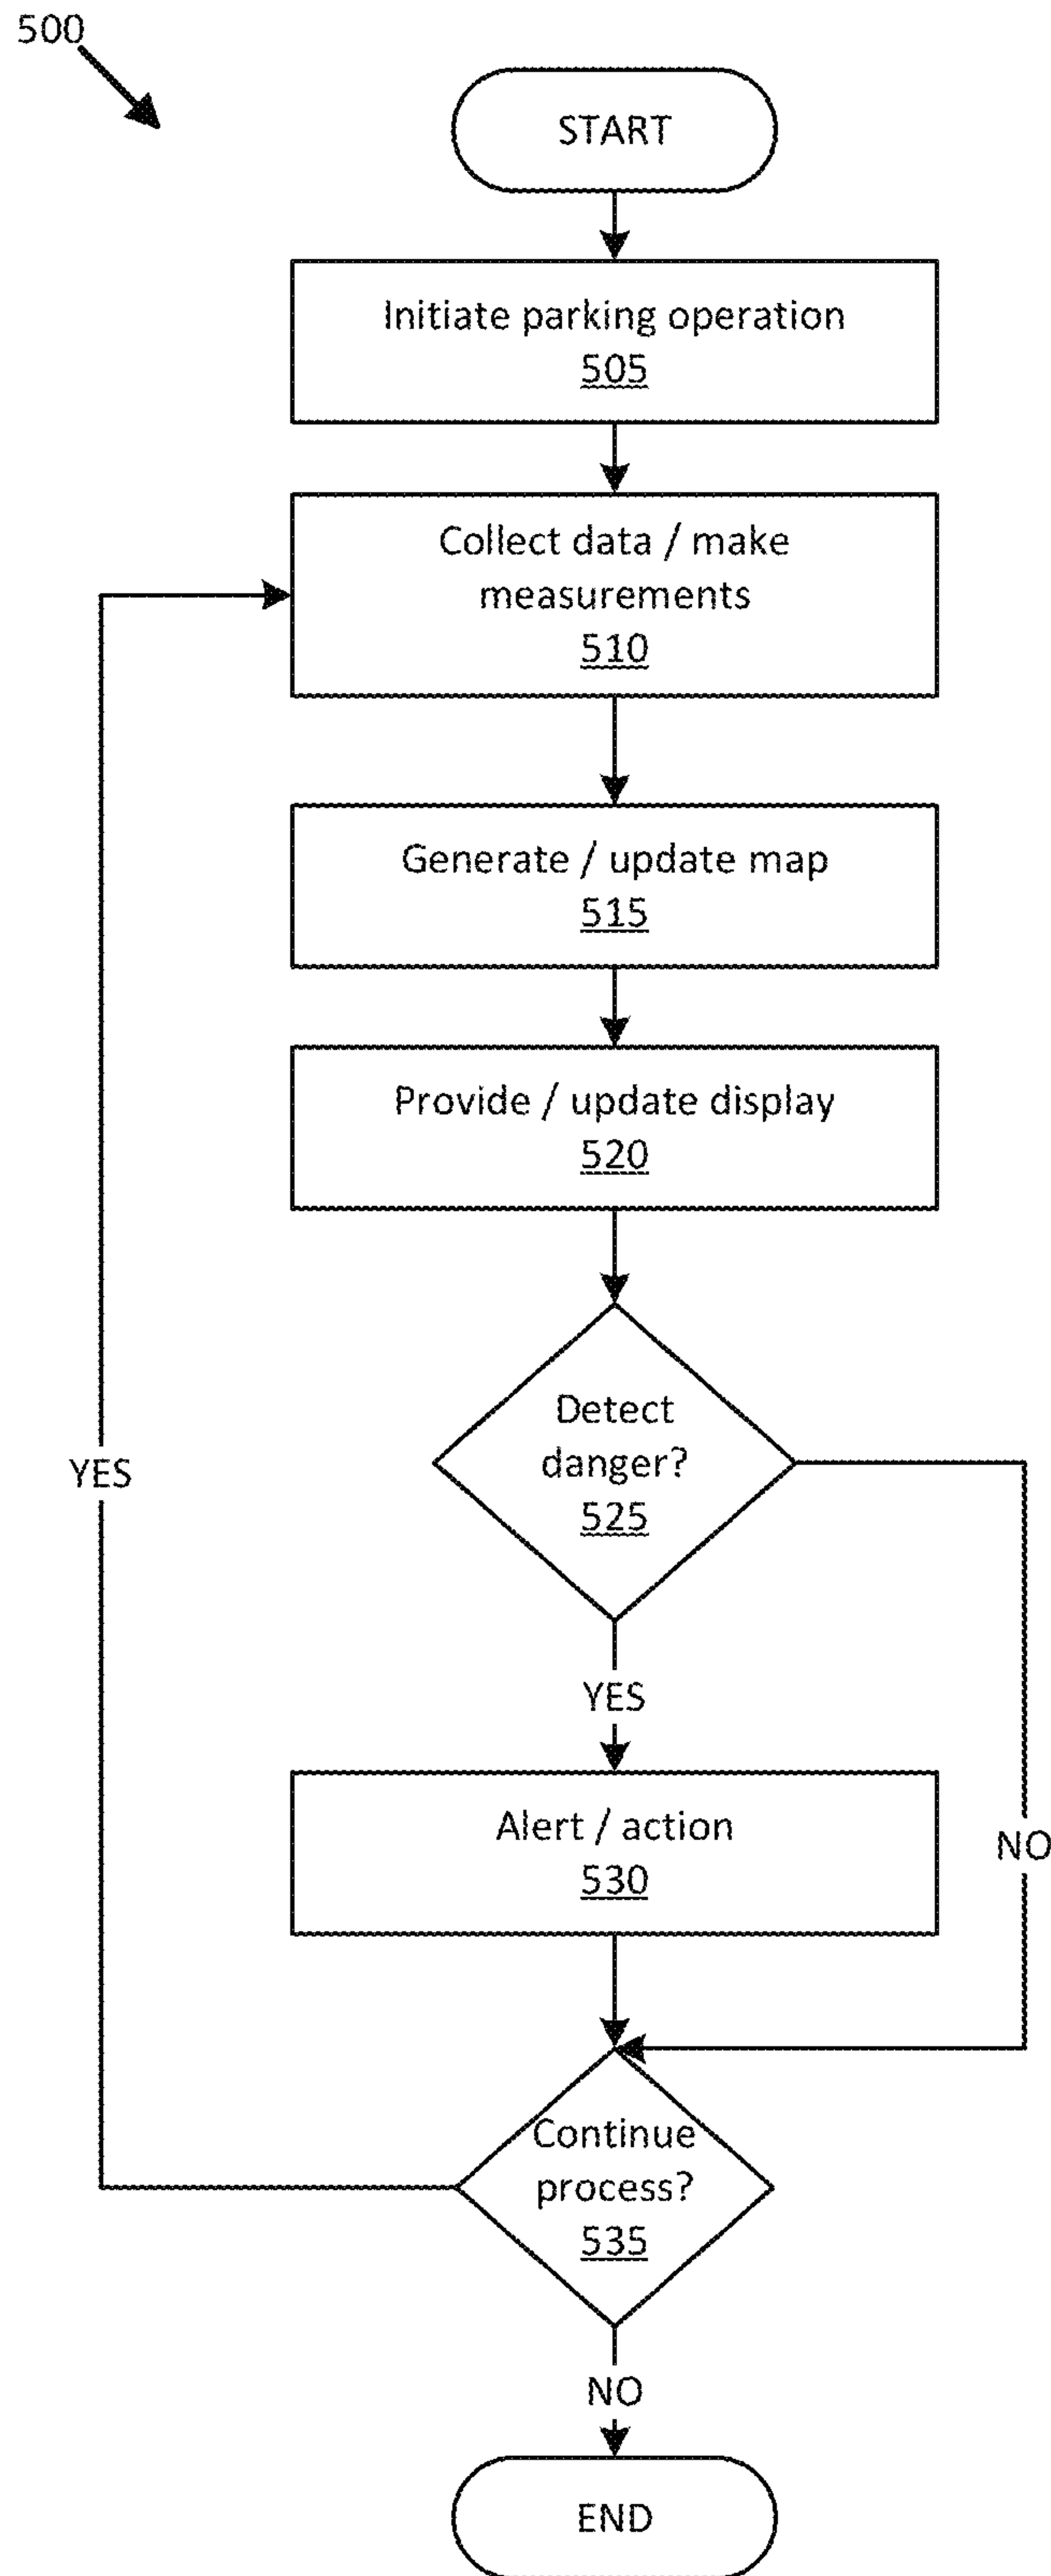 500
START
Initiate parking operation
505
Collect data / make
measurements
510
Generate / update map
515
Provide / update display
520
Detect
danger?
525
YES
YES
Alert / action
530
NO
Continue
process?
535
NO
END